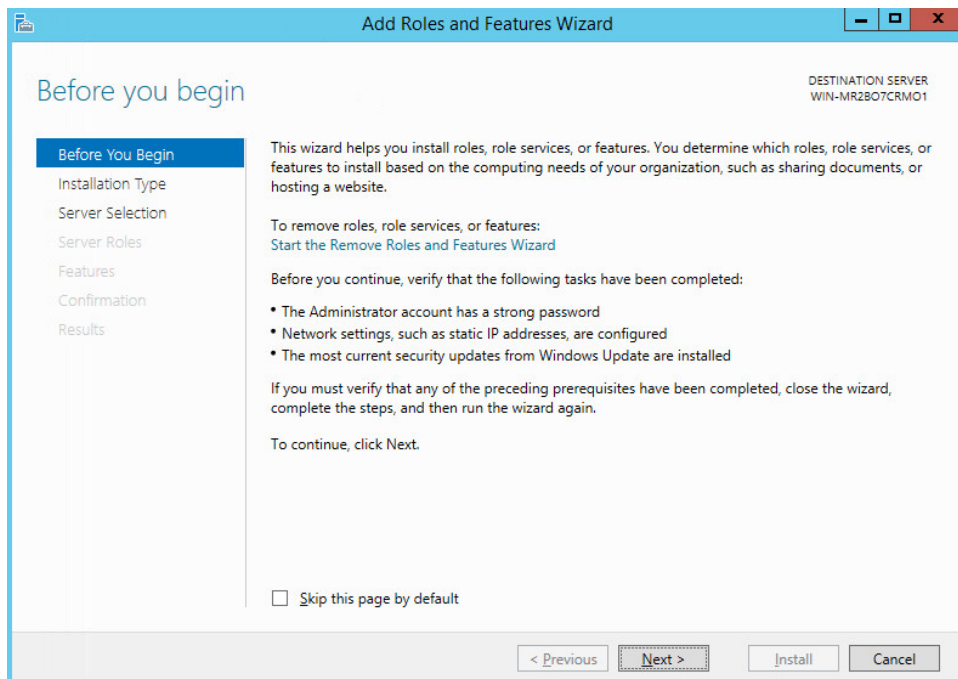 Add Roles and Features Wizard
Before you begin
DESTINATION SERVER
WIN-MR2BO7CRMO1
Before You Begin
Installation Type
Server Selection
Server Roles
Features
Confirmation
Results
This wizard helps you install roles, role services, or features. You determine which roles, role services, or
features to install based on the computing needs of your organization, such as sharing documents, or
hosting a website.
To remove roles, role services, or features:
Start the Remove Roles and Features Wizard
Before you continue, verify that the following tasks have been completed:
• The Administrator account has a strong password
• Network settings, such as static IP addresses, are configured
• The most current security updates from Windows Update are installed
If you must verify that any of the preceding prerequisites have been completed, close the wizard,
complete the steps, and then run the wizard again.
To continue, click Next.
Skip this page by default
< Previous
Next >
Install
Cancel